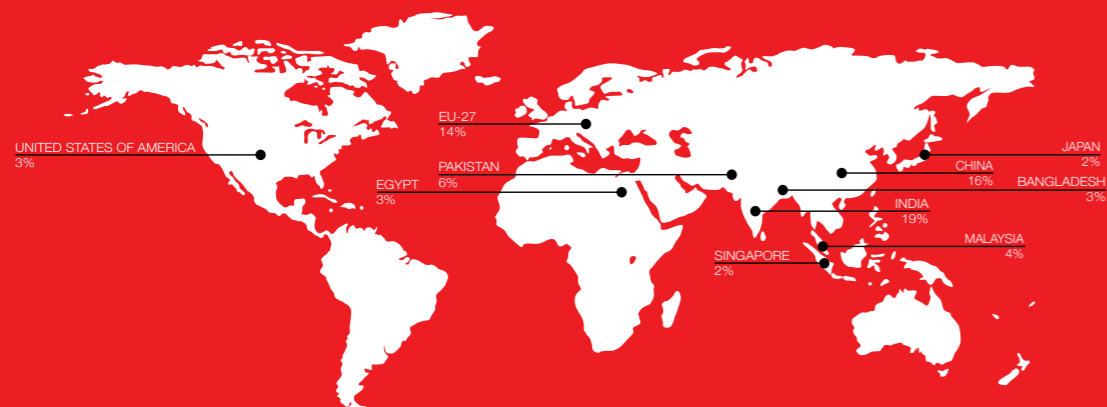 EU-27
14%
UNITED STATES OF AMERICA
3%
JAPAN
2%
PAKISTAN
6%
CHINA
16%
EGYPT
3%
BANGLADESH
3%
INDIA
19%
MALAYSIA
4%
SINGAPORE
2%